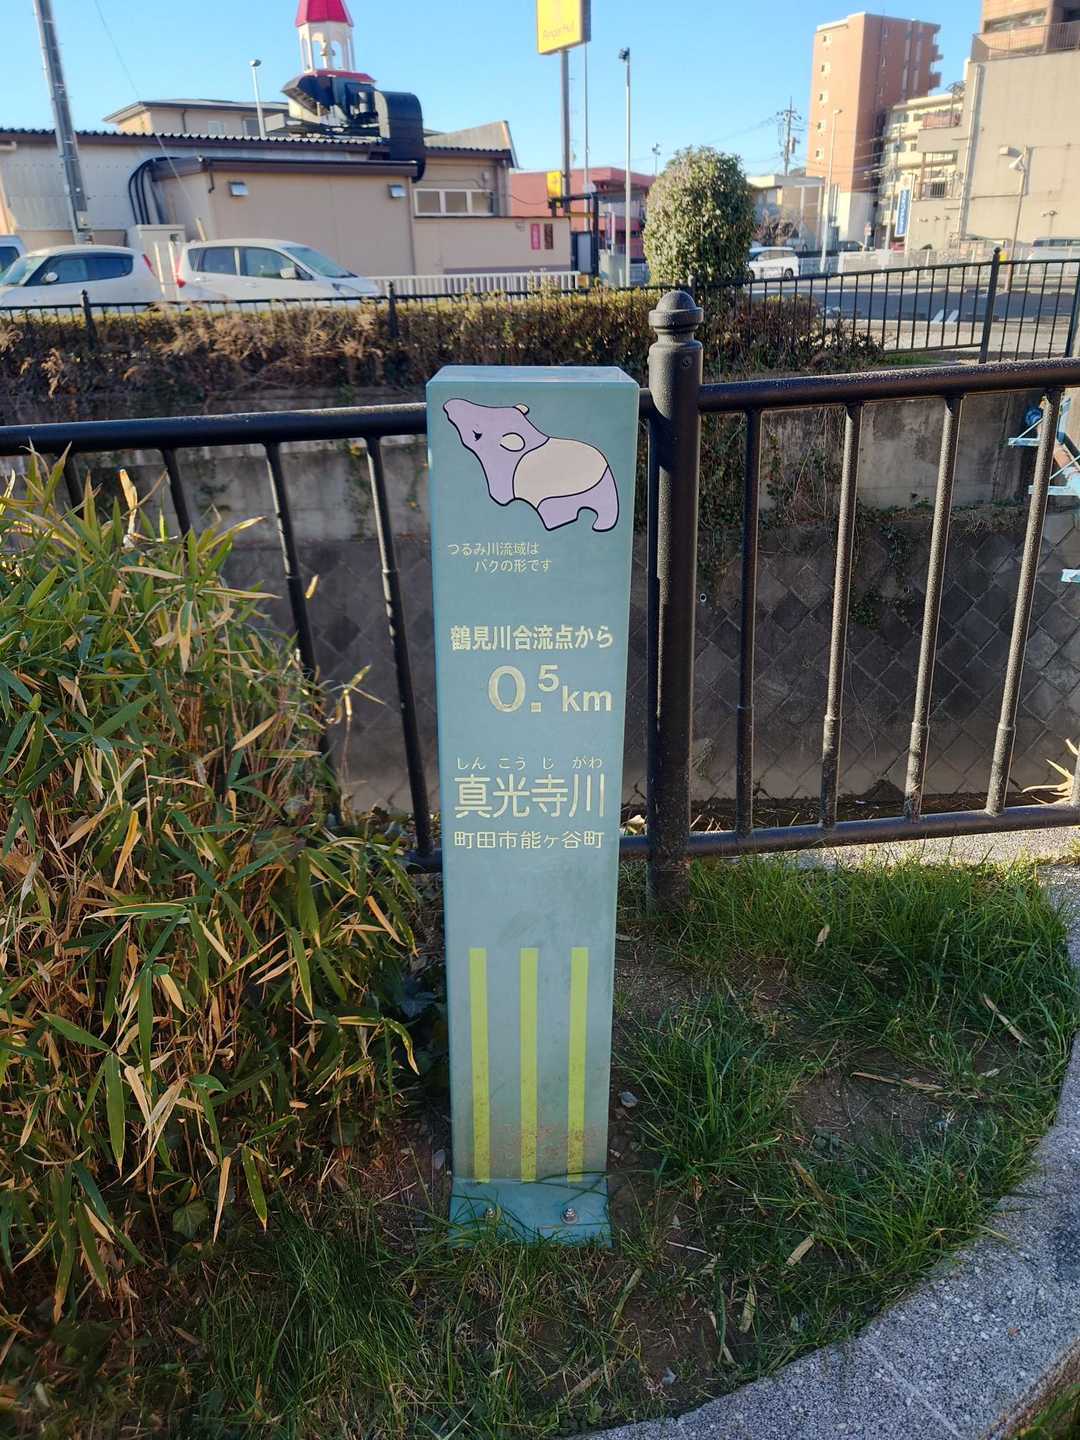 つるみ川流域は
バクの形です
鶴見川合流点から
0.5km
しんこうじがわ
真光寺川
町田市能ヶ谷町